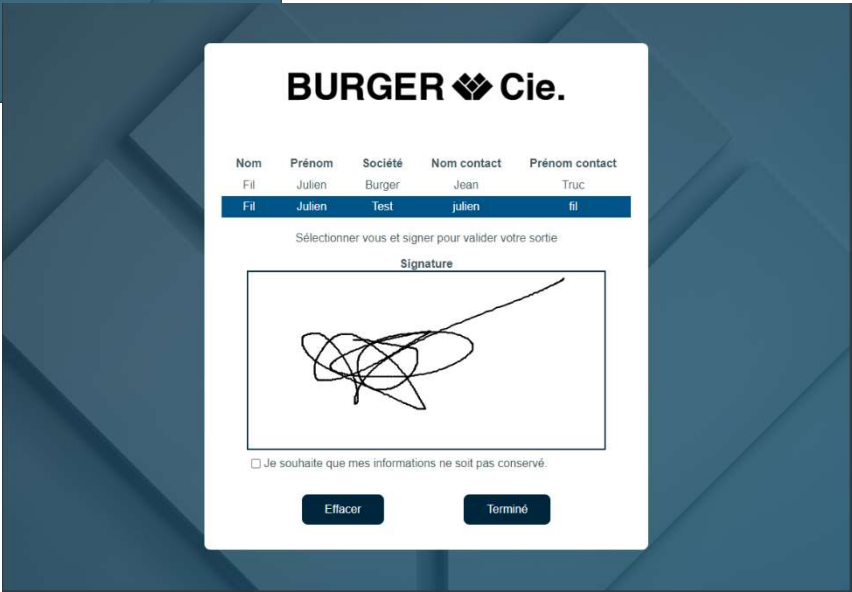 BURGER Cie.
Nom Prénom Société Nom contact Prénom contact
Fil Julien Burger Jean Truc
Fil Julien Test julien fil
Sélectionner vous et signer pour valider votre sortie
Signature
Je souhaite que mes informations ne soit pas conservé.
Effacer Terminé